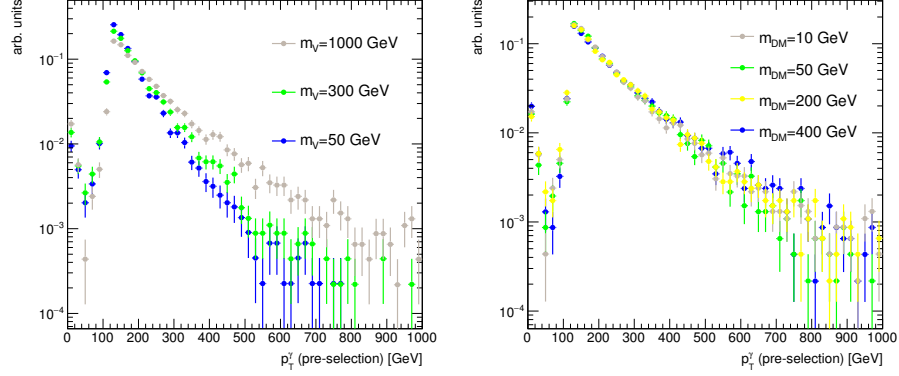 arb. units
10⁻¹
10⁻²
10⁻³
10⁻⁴
m_V=1000 GeV
m_V=300 GeV
m_V=50 GeV
0 100 200 300 400 500 600 700 800 900 1000
p_T^γ (pre-selection) [GeV]
arb. units
10⁻¹
10⁻²
10⁻³
10⁻⁴
m_DM=10 GeV
m_DM=50 GeV
m_DM=200 GeV
m_DM=400 GeV
0 100 200 300 400 500 600 700 800 900 1000
p_T^γ (pre-selection) [GeV]